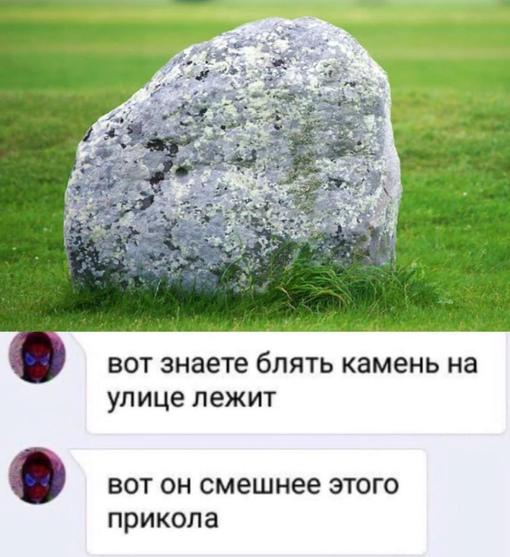 вот знаете блять камень на
улице лежит
вот он смешнее этого
прикола